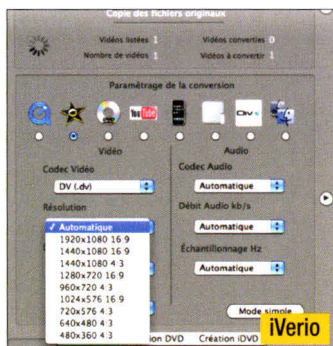 Copie des fichiers originaux
Vidéos listées 1 Vidéos converties 0
Nombre de vidéos 1 Vidéos à convertir 1
Paramétrage de la conversion
You Tube
DIVX
Vidéo Audio
Codec Vidéo Codec Audio
DV (.dv) Automatique
Résolution Débit Audio kb/s
✓ Automatique Automatique
1920x1080 16:9
1440x1080 16:9
1440x1080 4:3 Échantillonnage Hz
1280x720 16:9 Automatique
960x720 4:3
1024x576 16:9
720x576 4:3
640x480 4:3 Mode simple
480x360 4:3
ion DVD Création iDVD
iVerio